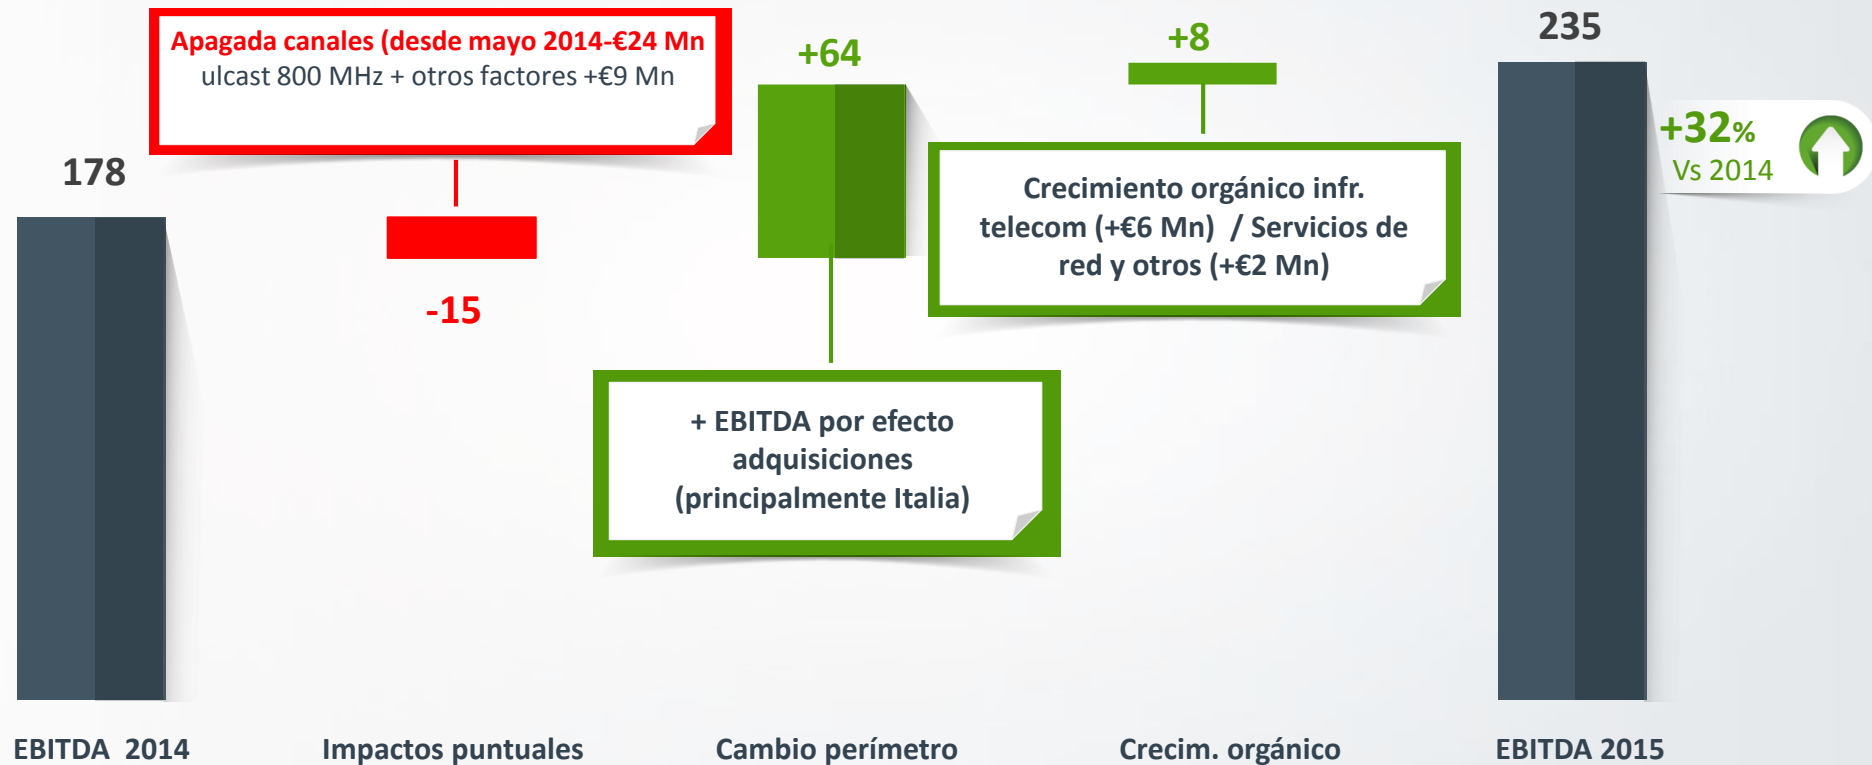 Apagada canales (desde mayo 2014-€24 Mn
ulcast 800 MHz + otros factores +€9 Mn
178
-15
+64
+ EBITDA por efecto
adquisiciones
(principalmente Italia)
+8
Crecimiento orgánico infr.
telecom (+€6 Mn) / Servicios de
red y otros (+€2 Mn)
235
+32%
Vs 2014
EBITDA 2014
Impactos puntuales
Cambio perímetro
Crecim. orgánico
EBITDA 2015